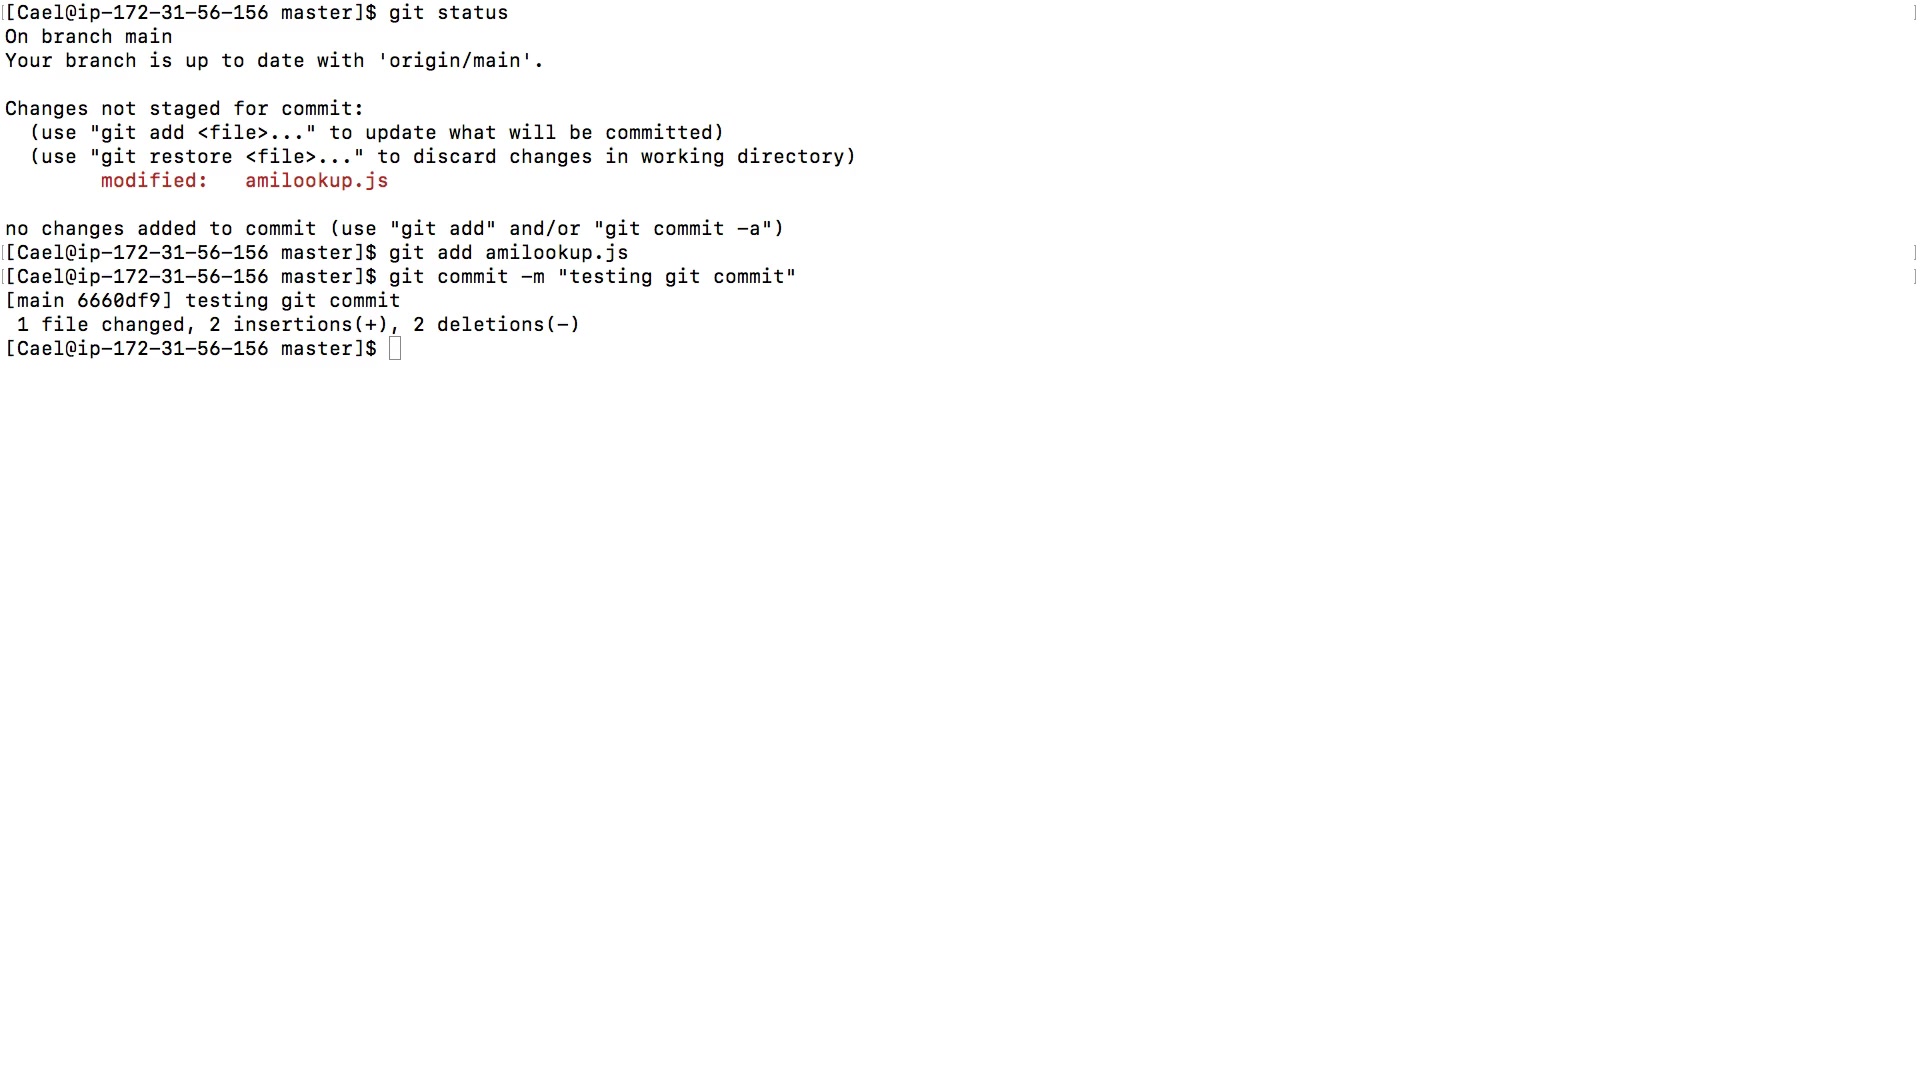 [Cael@ip-172-31-56-156 master]$ git status
On branch main
Your branch is up to date with 'origin/main'.
Changes not staged for commit:
  (use "git add <file>..." to update what will be committed)
  (use "git restore <file>..." to discard changes in working directory)
        modified:   amilookup.js
no changes added to commit (use "git add" and/or "git commit -a")
[Cael@ip-172-31-56-156 master]$ git add amilookup.js
[Cael@ip-172-31-56-156 master]$ git commit -m "testing git commit"
[main 6660df9] testing git commit
 1 file changed, 2 insertions(+), 2 deletions(-)
[Cael@ip-172-31-56-156 master]$